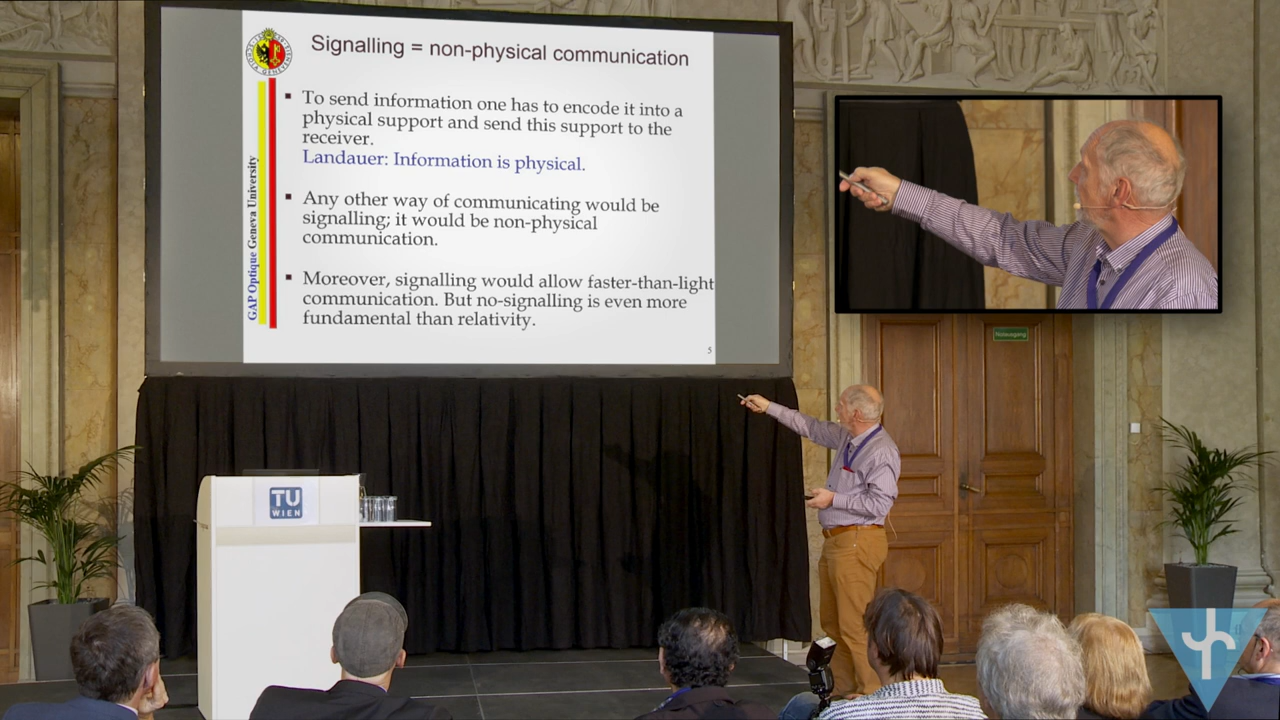 Signalling = non-physical communication
▪ To send information one has to encode it into a
physical support and send this support to the
receiver.
Landauer: Information is physical.
▪ Any other way of communicating would be
signalling; it would be non-physical
communication.
▪ Moreover, signalling would allow faster-than-light
communication. But no-signalling is even more
fundamental than relativity.
5
GAP Optique Geneva University
Notausgang
TU
WIEN